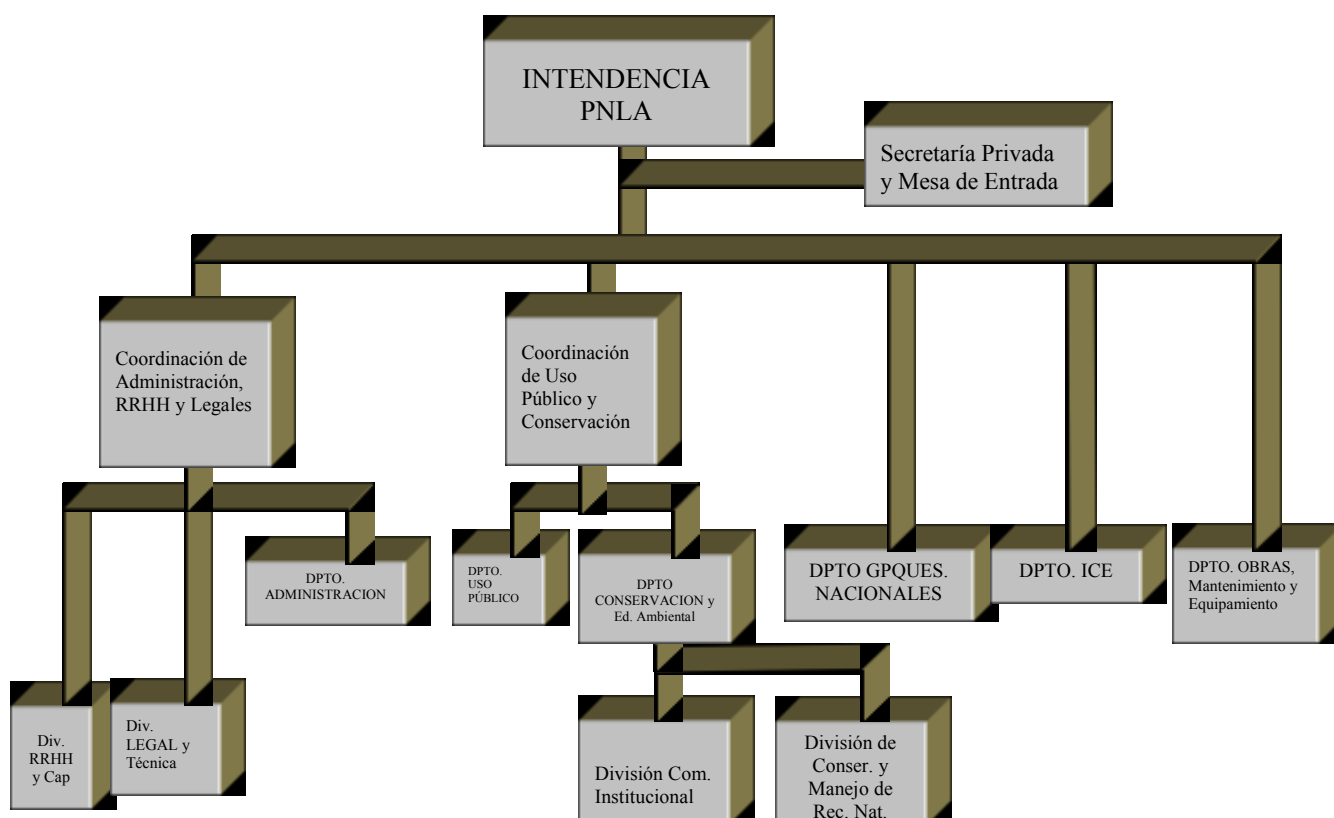 INTENDENCIA
PNLA
Secretaría Privada
y Mesa de Entrada
Coordinación de
Administración,
RRHH y Legales
Coordinación
de Uso
Público y
Conservación
DPTO.
ADMINISTRACION
DPTO.
USO
PÚBLICO
DPTO
CONSERVACION y
Ed. Ambiental
DPTO GPQUES.
NACIONALES
DPTO. ICE
DPTO. OBRAS,
Mantenimiento y
Equipamiento
Div.
RRHH
y Cap
Div.
LEGAL y
Técnica
División Com.
Institucional
División de
Conser. y
Manejo de
Rec. Nat.